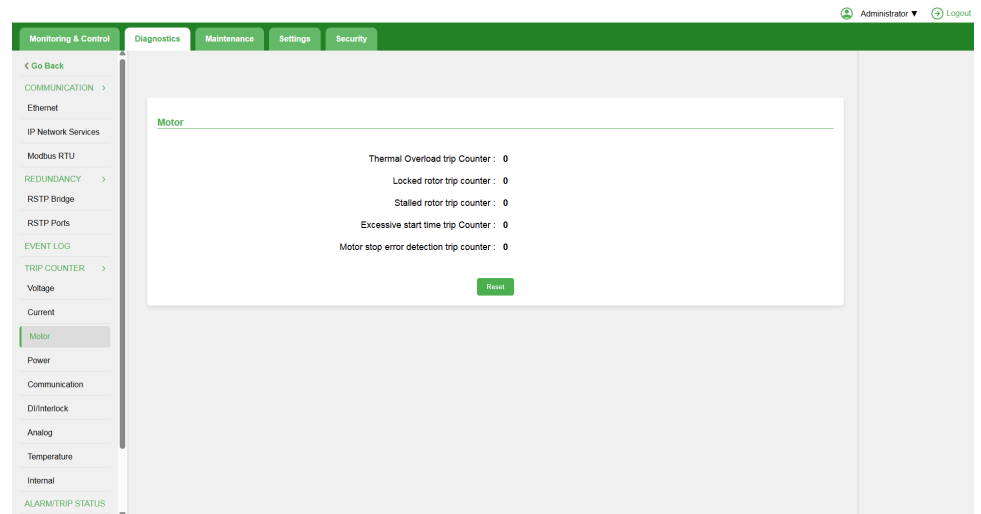 Administrator ▼ Logout
Monitoring & Control Diagnostics Maintenance Settings Security
Go Back
COMMUNICATION
Ethernet
IP Network Services
Modbus RTU
REDUNDANCY
RSTP Bridge
RSTP Ports
EVENT LOG
TRIP COUNTER
Voltage
Current
Motor
Power
Communication
DI/Interlock
Analog
Temperature
Internal
ALARM/TRIP STATUS
Motor
Thermal Overload trip Counter : 0
Locked rotor trip counter : 0
Stalled rotor trip counter : 0
Excessive start time trip Counter : 0
Motor stop error detection trip counter : 0
Reset